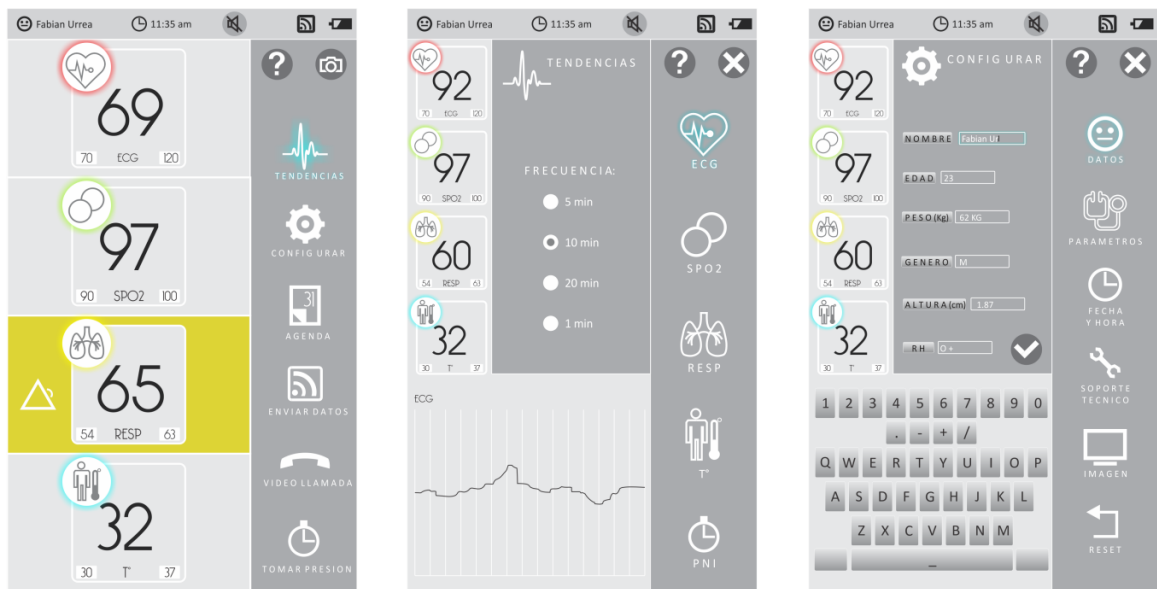 Fabian Urrea 11:35 am
69
70 ECG 120
97
90 SPO2 100
65
54 RESP 63
32
30 T° 37
TENDENCIAS
CONFIGURAR
31
AGENDA
ENVIAR DATOS
VIDEO LLAMADA
TOMAR PRESION
?
Fabian Urrea 11:35 am
92
70 ECG 120
97
90 SPO2 100
60
54 RESP 63
32
30 T° 37
TENDENCIAS
FRECUENCIA:
5 min
10 min
20 min
1 min
?
ECG
SPO2
RESP
T°
PNI
ECG
Fabian Urrea 11:35 am
92
70 ECG 120
97
90 SPO2 100
60
54 RESP 63
32
30 T° 37
CONFIGURAR
NOMBRE Fabian Ur
EDAD 23
PESO (Kg) 62 KG
GENERO M
ALTURA (cm) 1.87
RH O +
?
DATOS
PARAMETROS
FECHA
Y HORA
SOPORTE
TECNICO
IMAGEN
RESET
1 2 3 4 5 6 7 8 9 0
. - + /
Q W E R T Y U I O P
A S D F G H J K L
Z X C V B N M
_